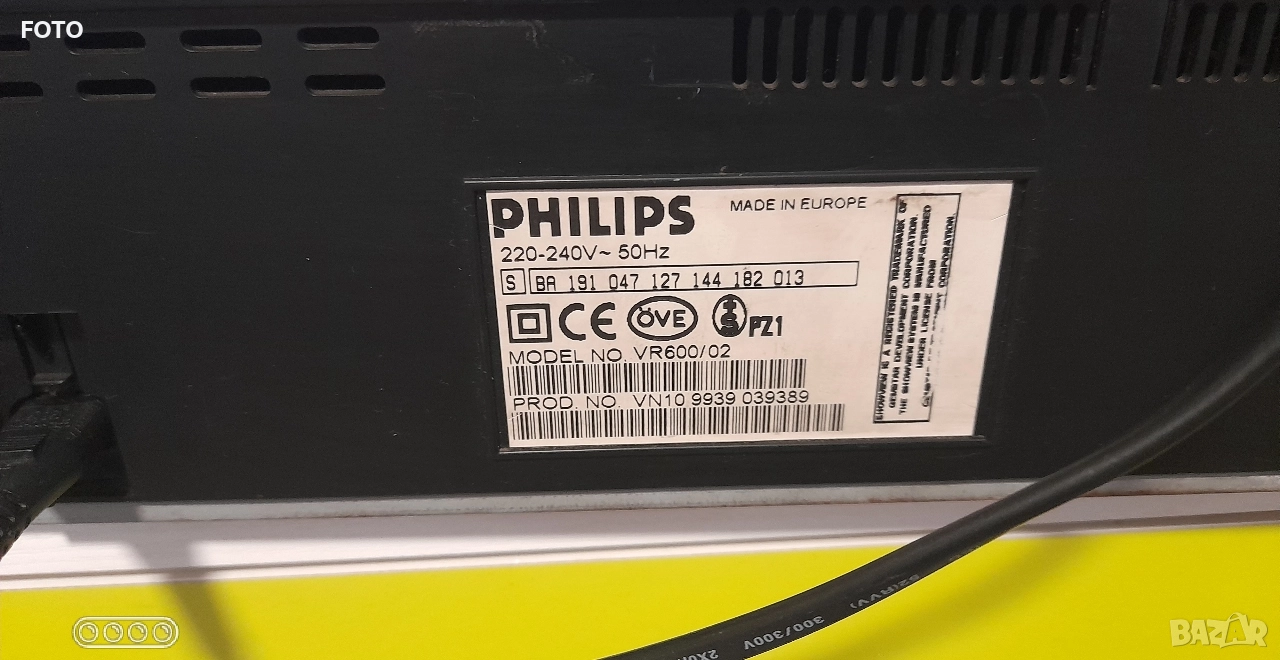 FOTO
PHILIPS
MADE IN EUROPE
220-240V~ 50Hz
S BA 191 047 127 144 182 013
CE ÖVE S PZ1
MODEL NO. VR600/02
PROD. NO. VN10 9939 039389
SHOWVIEW IS A REGISTERED TRADEMARK OF
GEMSTAR DEVELOPMENT CORPORATION.
THE SHOWVIEW SYSTEM IS MANUFACTURED
UNDER LICENSE FROM
CORPORATION.
52(RVV) 300/300V
BAZAR